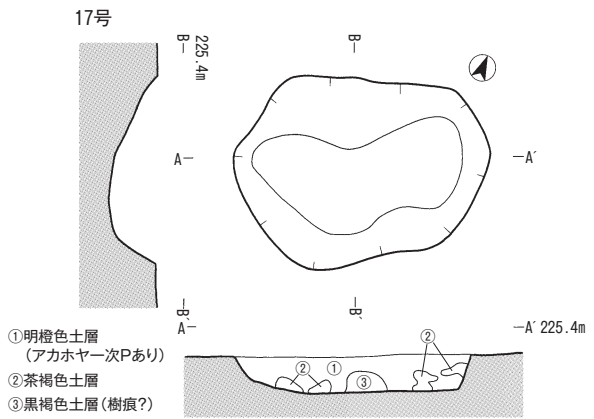 17号
B—
225.4m
B—
A—
—A′
B′—
B′—
A—
—A′ 225.4m
①明橙色土層
（アカホヤ一次Pあり）
②茶褐色土層
③黒褐色土層（樹痕？）
②
①
③
②